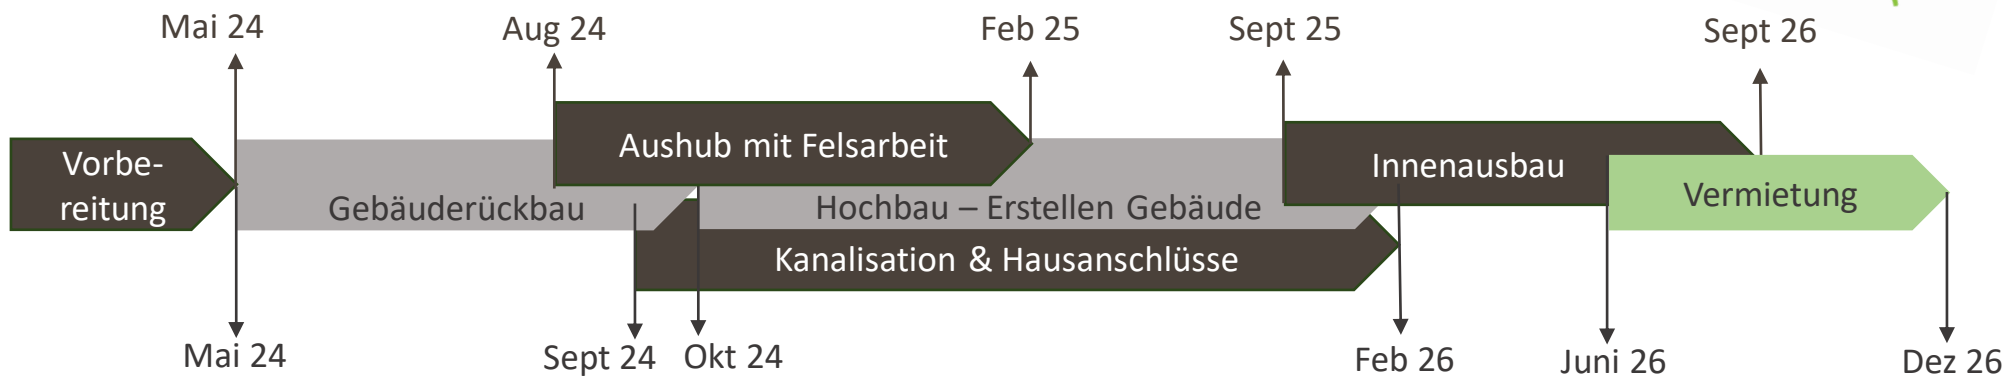 Mai 24
Aug 24
Feb 25
Sept 25
Sept 26
Vorbe-
reitung
Gebäuderückbau
Aushub mit Felsarbeit
Hochbau – Erstellen Gebäude
Kanalisation & Hausanschlüsse
Innenausbau
Vermietung
Mai 24
Sept 24
Okt 24
Feb 26
Juni 26
Dez 26